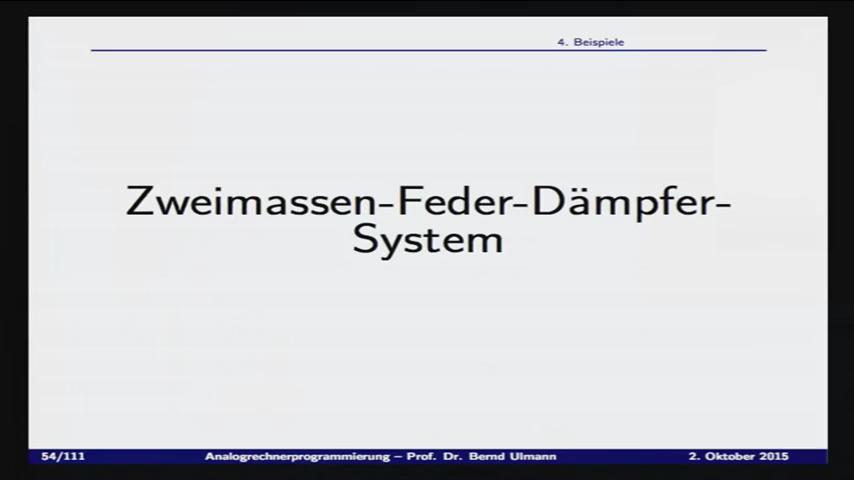 4. Beispiele
Zweimassen-Feder-Dämpfer-
System
54/111 Analogrechnerprogrammierung – Prof. Dr. Bernd Ulmann 2. Oktober 2015